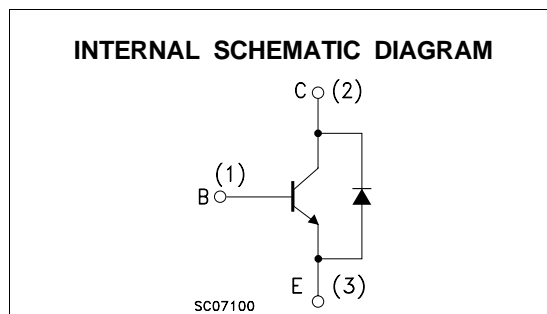 INTERNAL SCHEMATIC DIAGRAM
C (2)
(1)
B
E (3)
SC07100